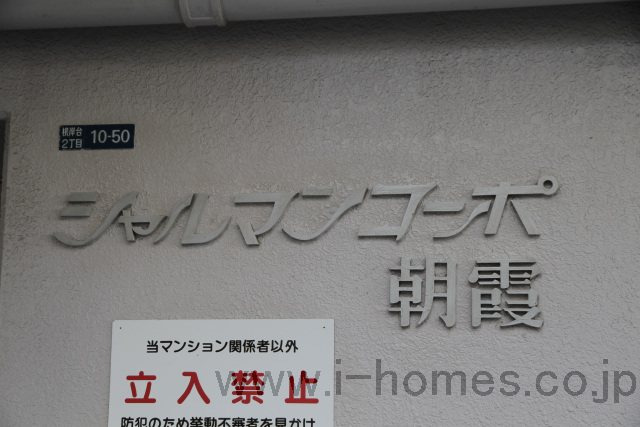 根岸台
2丁目 10-50
シャルマンコーポ
朝霞
当マンション関係者以外
立入禁止
防犯のため挙動不審者を見かけ
www.i-homes.co.jp